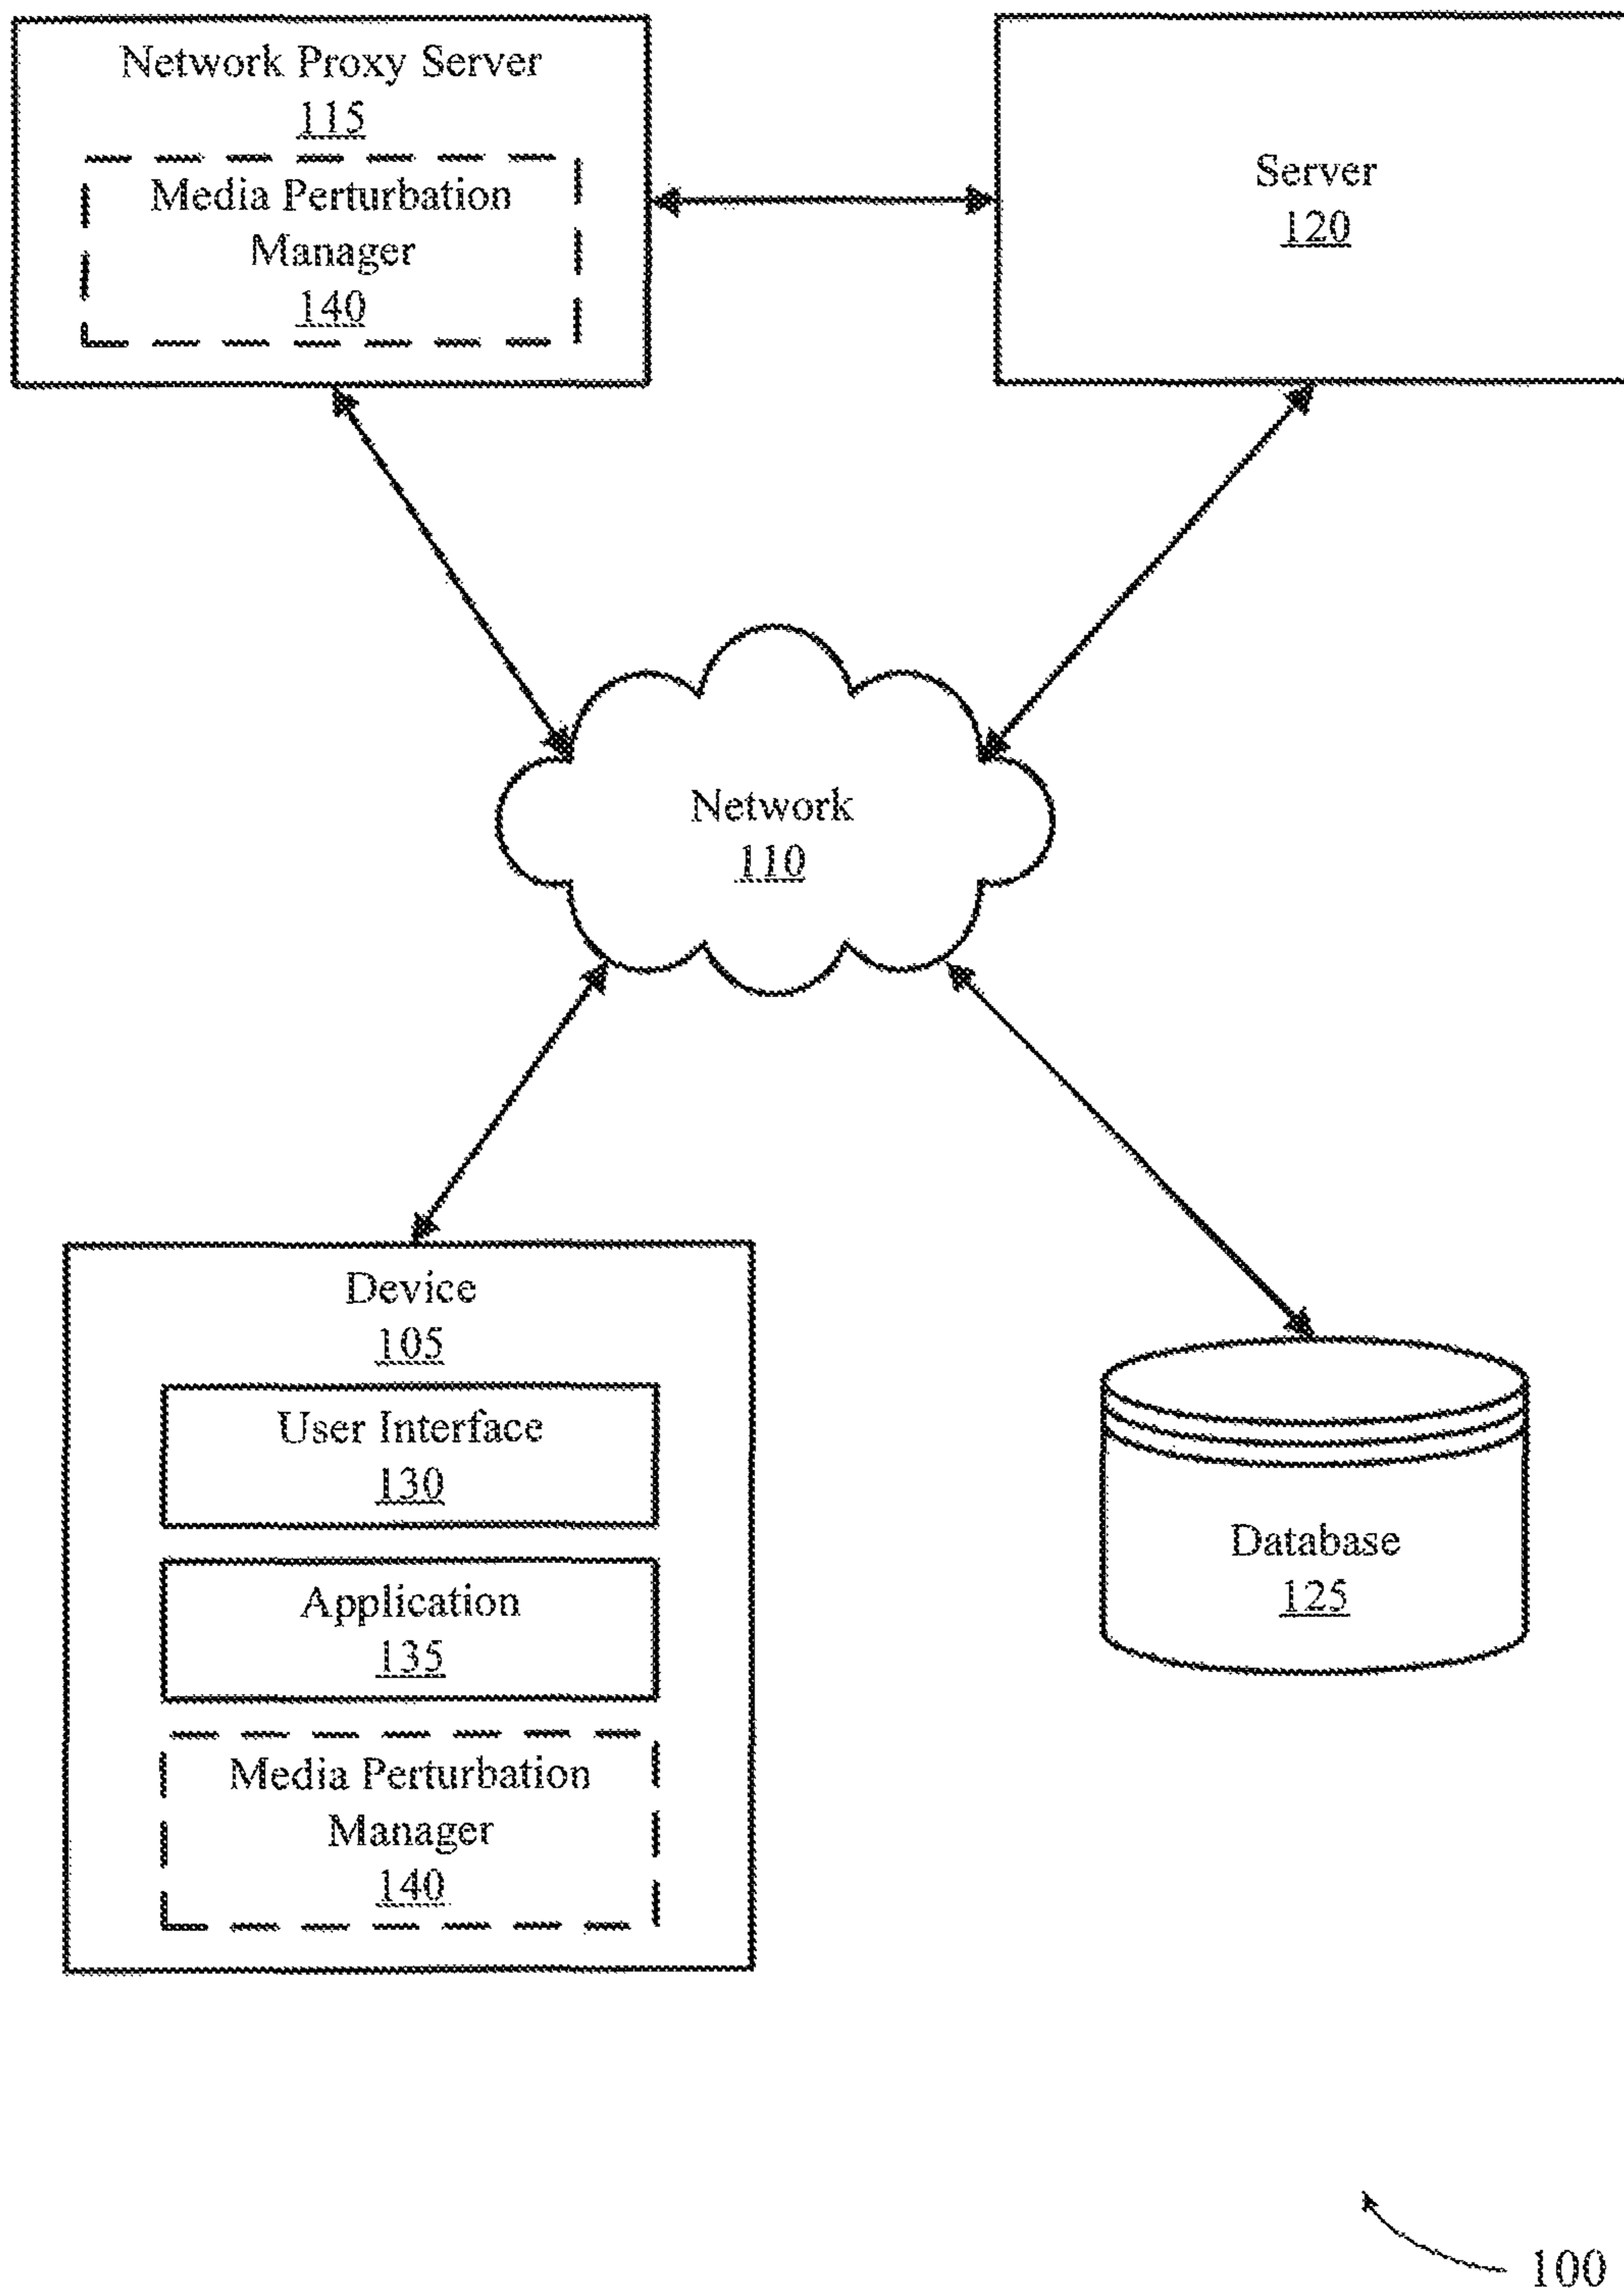 Network Proxy Server
115
Media Perturbation
Manager
140
Server
120
Network
110
Device
105
User Interface
130
Application
135
Media Perturbation
Manager
140
Database
125
100